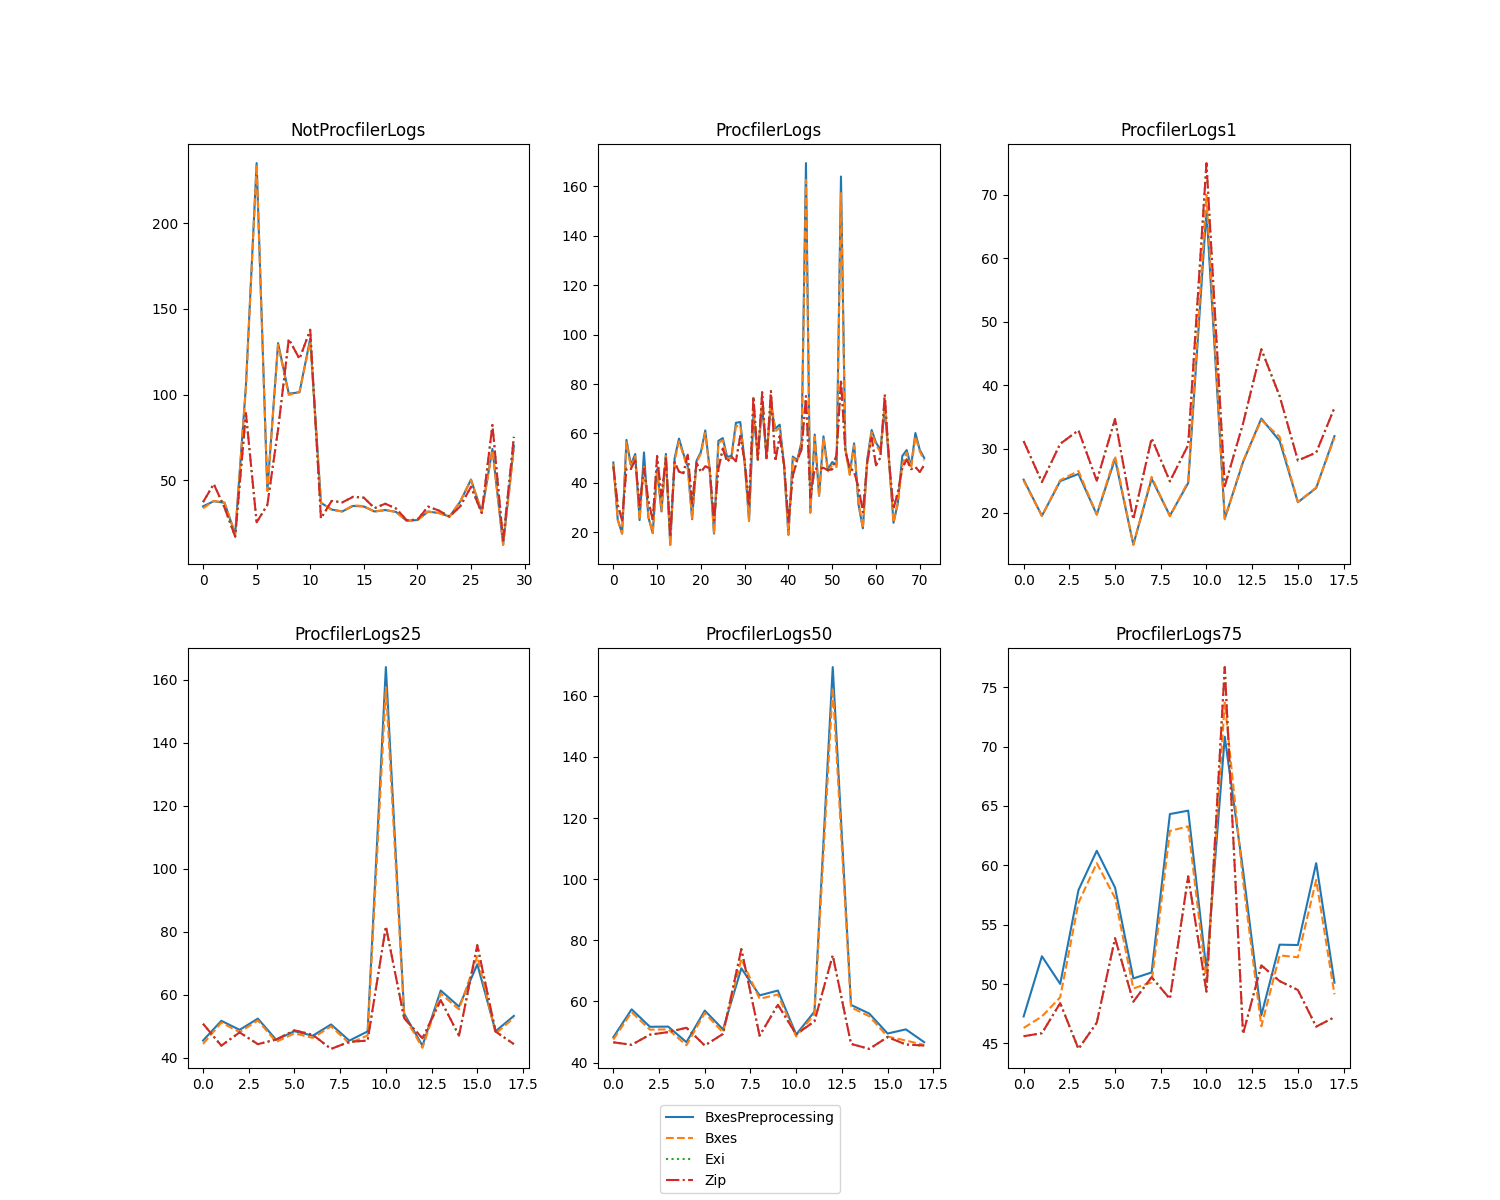 NotProcfilerLogs
200
150
100
50
0 5 10 15 20 25 30
ProcfilerLogs
160
140
120
100
80
60
40
20
0 10 20 30 40 50 60 70
ProcfilerLogs1
70
60
50
40
30
20
0.0 2.5 5.0 7.5 10.0 12.5 15.0 17.5
ProcfilerLogs25
160
140
120
100
80
60
40
0.0 2.5 5.0 7.5 10.0 12.5 15.0 17.5
ProcfilerLogs50
160
140
120
100
80
60
40
0.0 2.5 5.0 7.5 10.0 12.5 15.0 17.5
ProcfilerLogs75
75
70
65
60
55
50
45
0.0 2.5 5.0 7.5 10.0 12.5 15.0 17.5
BxesPreprocessing
Bxes
Exi
Zip